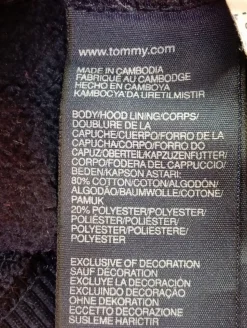 www.tommy.com
MADE IN CAMBODIA
FABRIQUÉ AU CAMBODGE
HECHO EN CAMBOYA
KAMBOÇYA'DA ÜRETILMISTIR
BODY/HOOD LINING/CORPS/
DOUBLURE DE LA
CAPUCHE/CUERPO/FORRO DE LA
CAPUCHA/CORPO/FORRO DO
CAPUZ/OBERTEIL/KAPUZENFUTTER/
CORPO/FODERA DEL CAPPUCCIO/
BEDEN/KAPSON ASTARI:
80% COTTON/COTON/ALGODÓN/
ALGODÃO/BAUMWOLLE/COTONE/
PAMUK
20% POLYESTER/POLYESTER/
POLIÉSTER/POLIÉSTER/
POLYESTER/POLIESTERE/
POLYESTER
EXCLUSIVE OF DECORATION
SAUF DECORATION
EXCLUYE LA DECORACIÓN
EXCLUINDO DECORAÇÃO
OHNE DEKORATION
ECCETTO DECORAZIONE
SÜSLEME HARICTIR